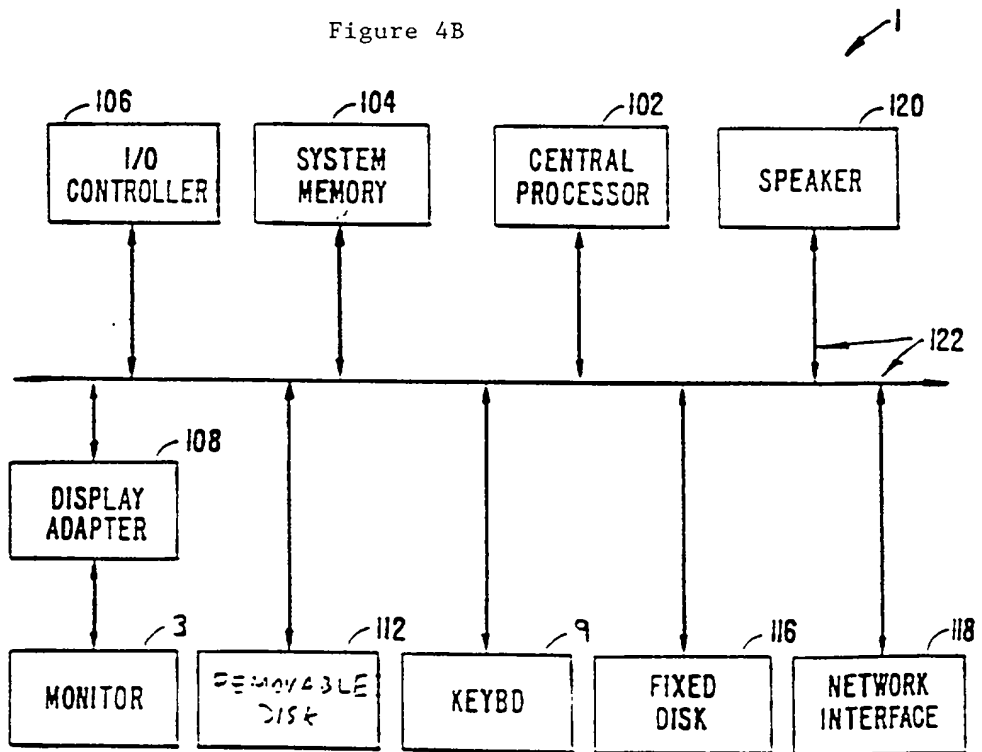 Figure 4B
1
106
104
102
120
I/O
CONTROLLER
SYSTEM
MEMORY
CENTRAL
PROCESSOR
SPEAKER
122
108
DISPLAY
ADAPTER
3
112
9
116
118
MONITOR
REMOVABLE
DISK
KEYBD
FIXED
DISK
NETWORK
INTERFACE